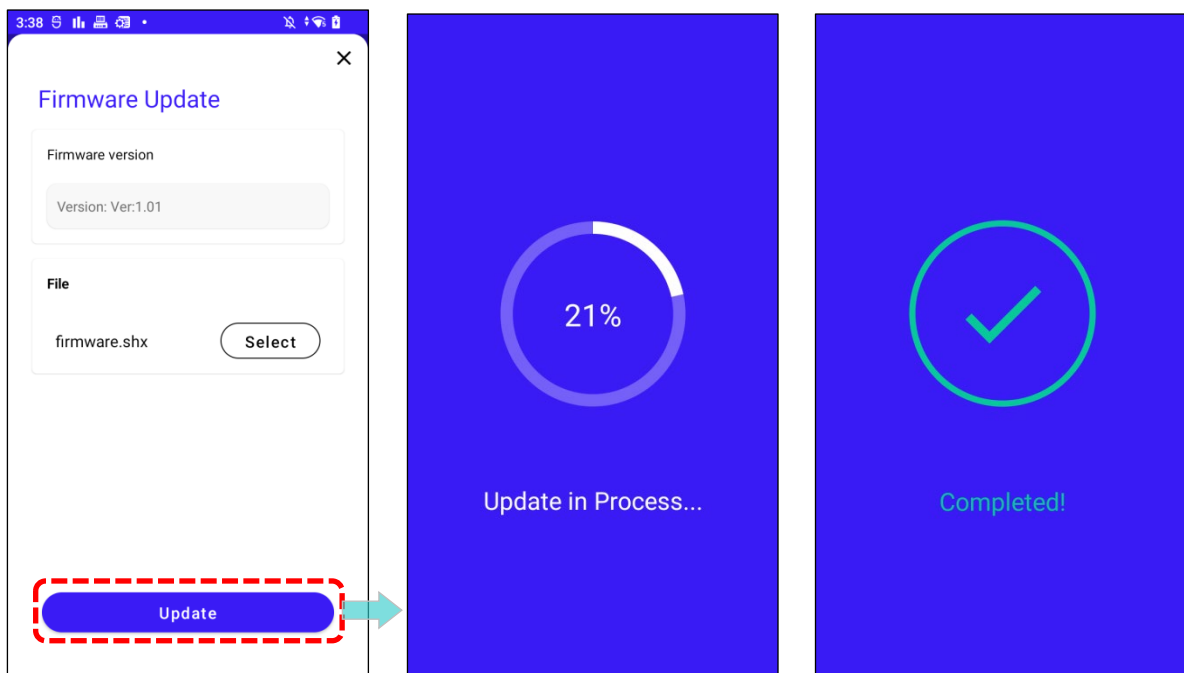 3:38
Firmware Update
Firmware version
Version: Ver:1.01
File
firmware.shx
Select
Update
21%
Update in Process...
Completed!